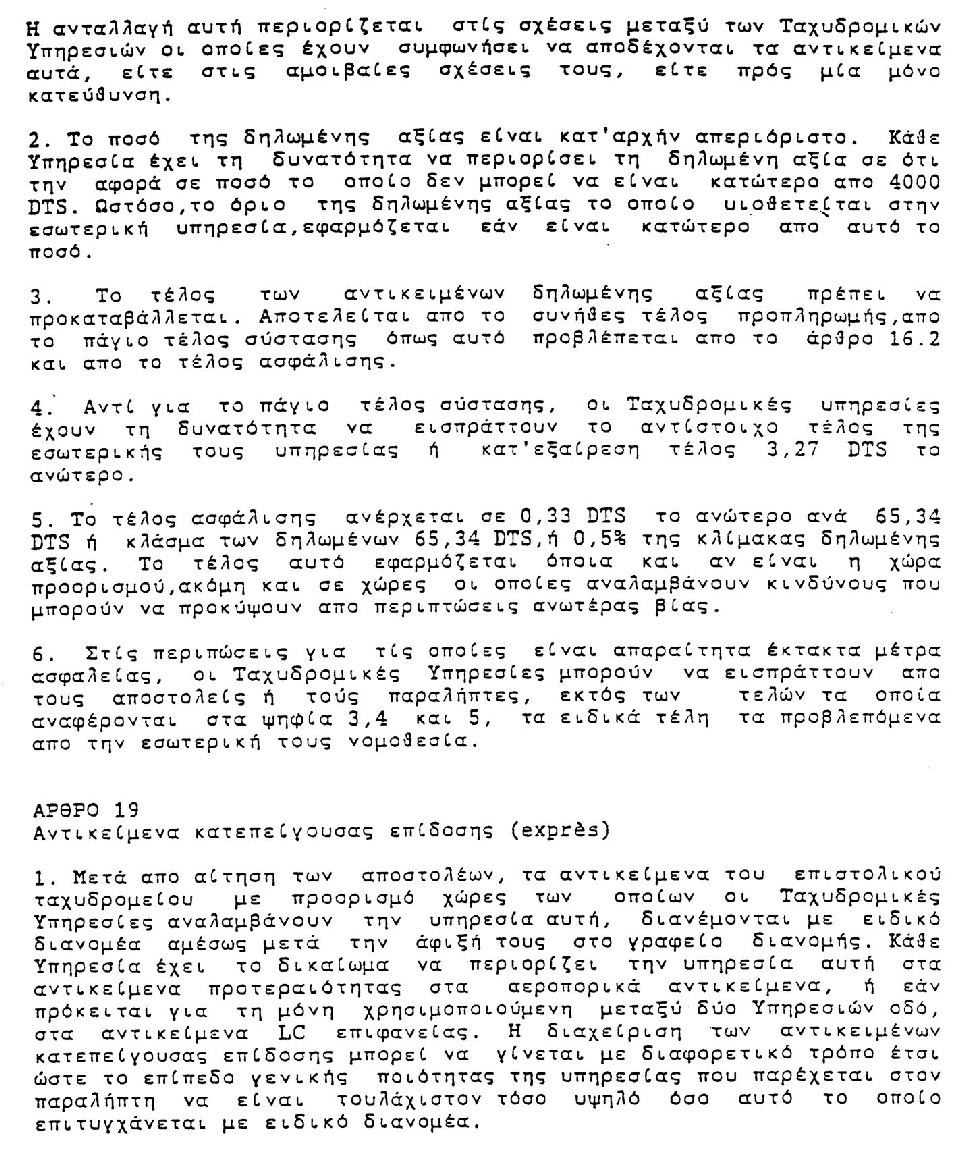 Η ανταλλαγή αυτή περιορίζεται στίς σχέσεις μεταξύ των Ταχυδρομικών
Υπηρεσιών οι οποίες έχουν συμφωνήσει να αποδέχονται τα αντικείμενα
αυτά, είτε στις αμοιβαίες σχέσεις τους, είτε πρός μία μόνο
κατεύθυνση.
2. Το ποσό της δηλωμένης αξίας είναι κατ'αρχήν απεριόριστο. Κάθε
Υπηρεσία έχει τη δυνατότητα να περιορίσει τη δηλωμένη αξία σε ότι
την αφορά σε ποσό το οποίο δεν μπορεί να είναι κατώτερο απο 4000
DTS. Ωστόσο,το όριο της δηλωμένης αξίας το οποίο υιοθετείται στην
εσωτερική υπηρεσία,εφαρμόζεται εάν είναι κατώτερο απο αυτό το
ποσό.
3. Το τέλος των αντικειμένων δηλωμένης αξίας πρέπει να
προκαταβάλλεται. Αποτελείται απο το συνήθες τέλος προπληρωμής,απο
το πάγιο τέλος σύστασης όπως αυτό προβλέπεται απο το άρθρο 16.2
και απο το τέλος ασφάλισης.
4. Αντί για το πάγιο τέλος σύστασης, οι Ταχυδρομικές υπηρεσίες
έχουν τη δυνατότητα να εισπράττουν το αντίστοιχο τέλος της
εσωτερικής τους υπηρεσίας ή κατ'εξαίρεση τέλος 3,27 DTS το
ανώτερο.
5. Το τέλος ασφάλισης ανέρχεται σε 0,33 DTS το ανώτερο ανά 65,34
DTS ή κλάσμα των δηλωμένων 65,34 DTS,ή 0,5% της κλίμακας δηλωμένης
αξίας. Το τέλος αυτό εφαρμόζεται όποια και αν είναι η χώρα
προορισμού,ακόμη και σε χώρες οι οποίες αναλαμβάνουν κινδύνους που
μπορούν να προκύψουν απο περιπτώσεις ανωτέρας βίας.
6. Στίς περιπώσεις για τίς οποίες είναι απαραίτητα έκτακτα μέτρα
ασφαλείας, οι Ταχυδρομικές Υπηρεσίες μπορούν να εισπράττουν απο
τους αποστολείς ή τούς παραλήπτες, εκτός των τελών τα οποία
αναφέρονται στα ψηφία 3,4 και 5, τα ειδικά τέλη τα προβλεπόμενα
απο την εσωτερική τους νομοθεσία.
ΑΡΘΡΟ 19
Αντικείμενα κατεπείγουσας επίδοσης (exprès)
1. Μετά απο αίτηση των αποστολέων, τα αντικείμενα του επιστολικού
ταχυδρομείου με προορισμό χώρες των οποίων οι Ταχυδρομικές
Υπηρεσίες αναλαμβάνουν την υπηρεσία αυτή, διανέμονται με ειδικό
διανομέα αμέσως μετά την άφιξή τους στο γραφείο διανομής. Κάθε
Υπηρεσία έχει το δικαίωμα να περιορίζει την υπηρεσία αυτή στα
αντικείμενα προτεραιότητας στα αεροπορικά αντικείμενα, ή εάν
πρόκειται για τη μόνη χρησιμοποιούμενη μεταξύ δύο Υπηρεσιών οδό,
στα αντικείμενα LC επιφανείας. Η διαχείριση των αντικειμένων
κατεπείγουσας επίδοσης μπορεί να γίνεται με διαφορετικό τρόπο έτσι
ώστε το επίπεδο γενικής ποιότητας της υπηρεσίας που παρέχεται στον
παραλήπτη να είναι τουλάχιστον τόσο υψηλό όσο αυτό το οποίο
επιτυγχάνεται με ειδικό διανομέα.